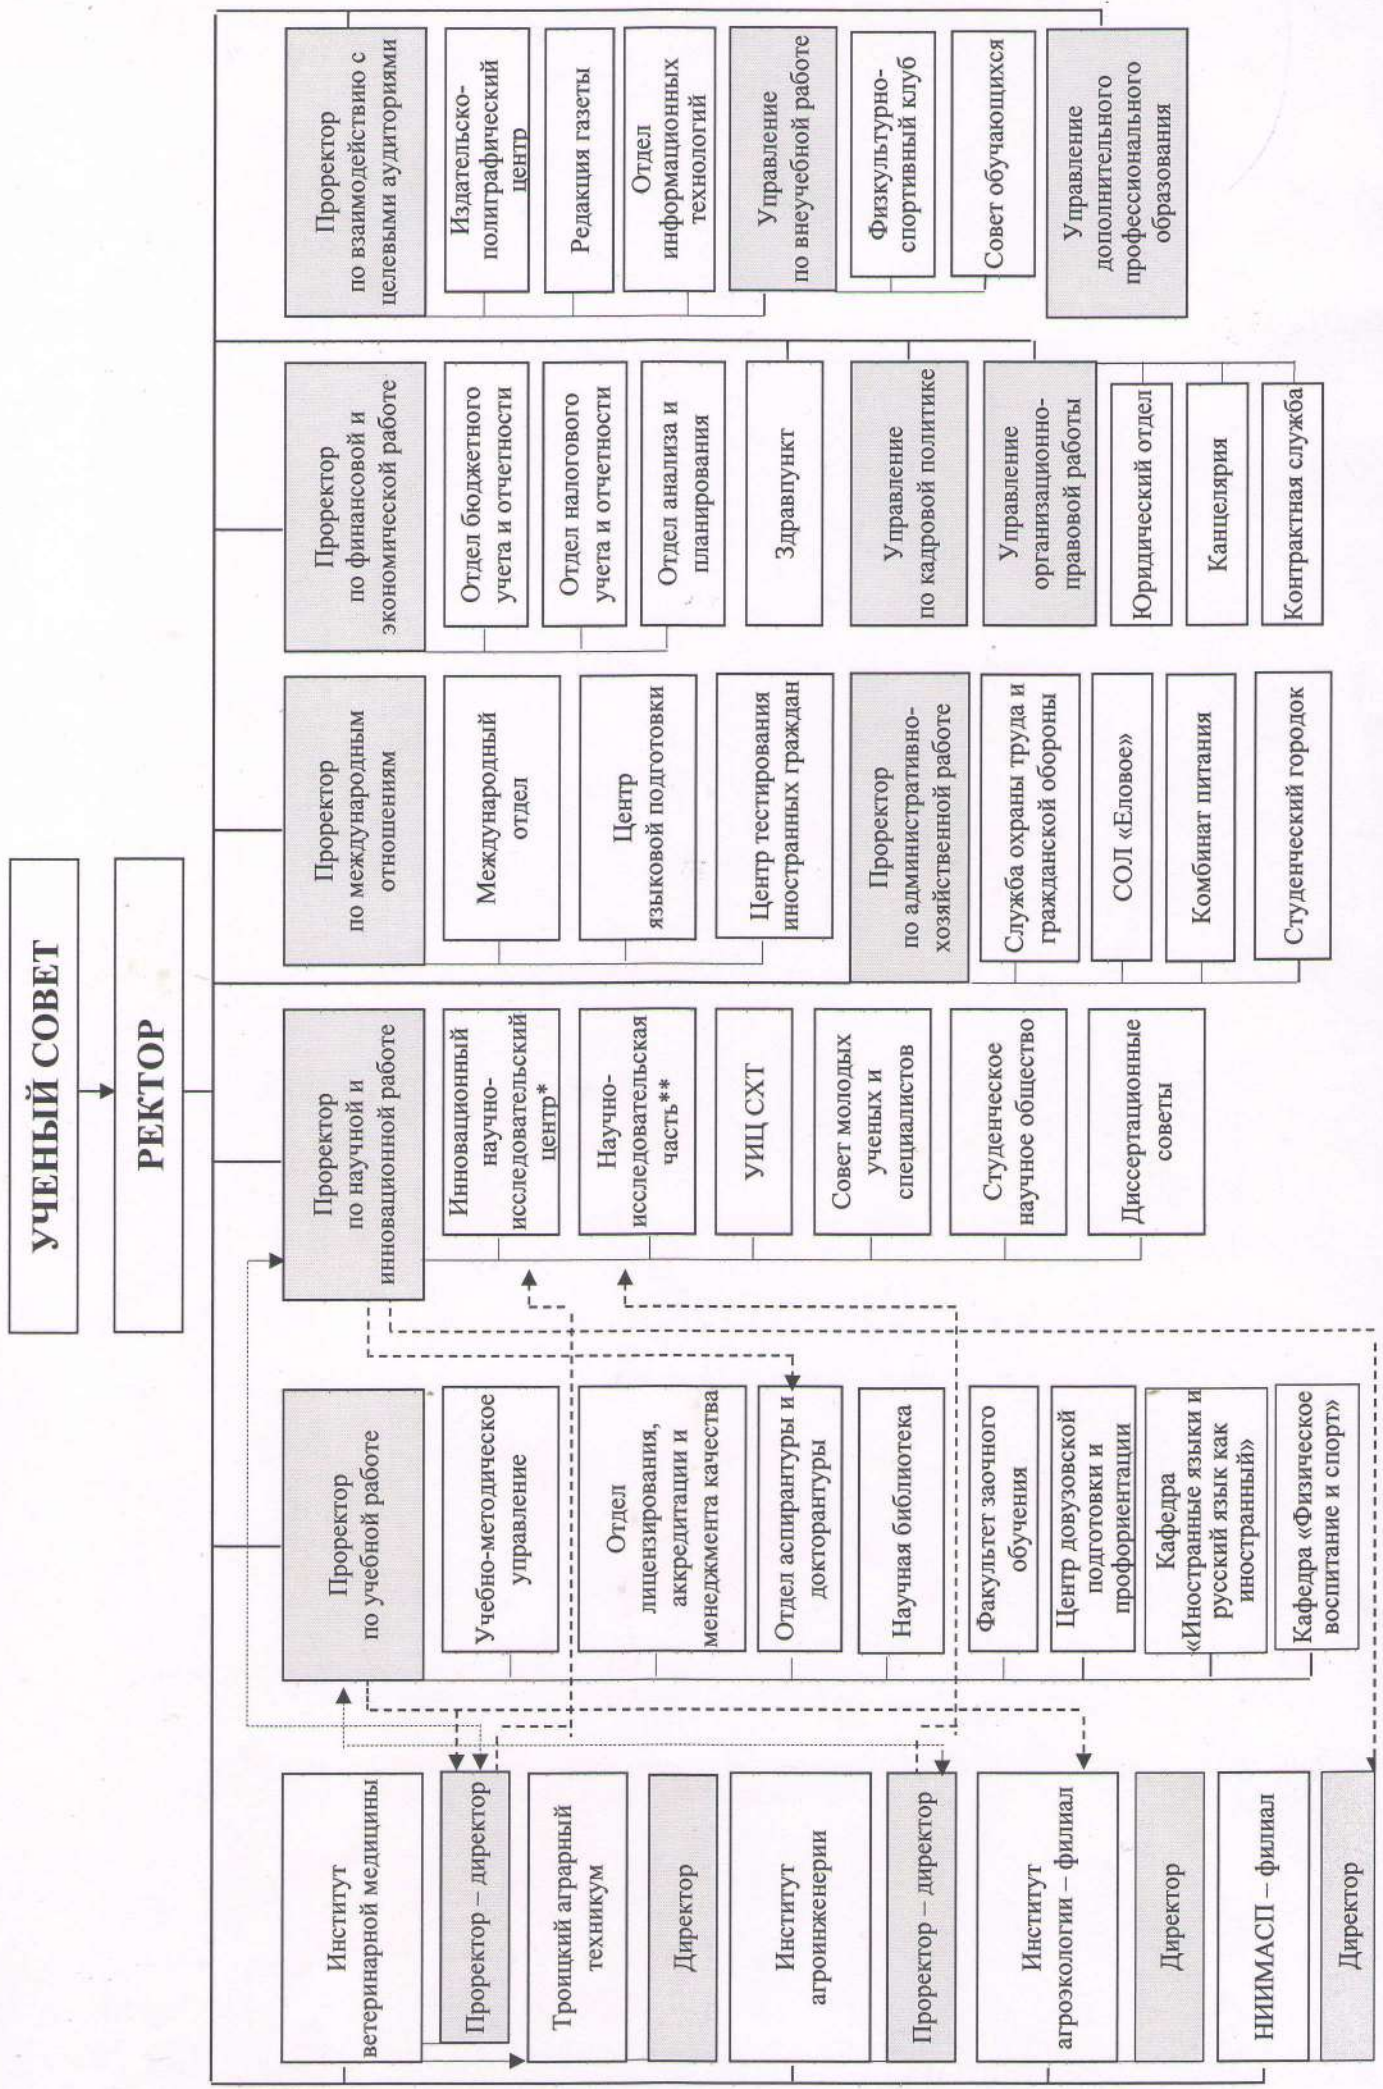 УЧЕНЫЙ СОВЕТ
РЕКТОР
Институт
ветеринарной медицины
Проректор – директор
Троицкий аграрный
техникум
Директор
Институт
агроинженерии
Проректор – директор
Институт
агроэкологии – филиал
Директор
НИИМАСП – филиал
Директор
Проректор
по учебной работе
Учебно-методическое
управление
Отдел
лицензирования,
аккредитации и
менеджмента качества
Отдел аспирантуры и
докторантуры
Научная библиотека
Факультет заочного
обучения
Центр довузовской
подготовки и
профориентации
Кафедра
«Иностранные языки и
русский язык как
иностранный»
Кафедра «Физическое
воспитание и спорт»
Проректор
по научной и
инновационной работе
Инновационный
научно-
исследовательский
центр*
Научно-
исследовательская
часть**
УИЦ СХТ
Совет молодых
ученых и
специалистов
Студенческое
научное общество
Диссертационные
советы
Проректор
по международным
отношениям
Международный
отдел
Центр
языковой подготовки
Центр тестирования
иностранных граждан
Проректор
по административно-
хозяйственной работе
Служба охраны труда и
гражданской обороны
СОЛ «Еловое»
Комбинат питания
Студенческий городок
Проректор
по финансовой и
экономической работе
Отдел бюджетного
учета и отчетности
Отдел налогового
учета и отчетности
Отдел анализа и
планирования
Здравпункт
Управление
по кадровой политике
Управление
организационно-
правовой работы
Юридический отдел
Канцелярия
Контрактная служба
Проректор
по взаимодействию с
целевыми аудиториями
Издательско-
полиграфический
центр
Редакция газеты
Отдел
информационных
технологий
Управление
по внеучебной работе
Физкультурно-
спортивный клуб
Совет обучающихся
Управление
дополнительного
профессионального
образования